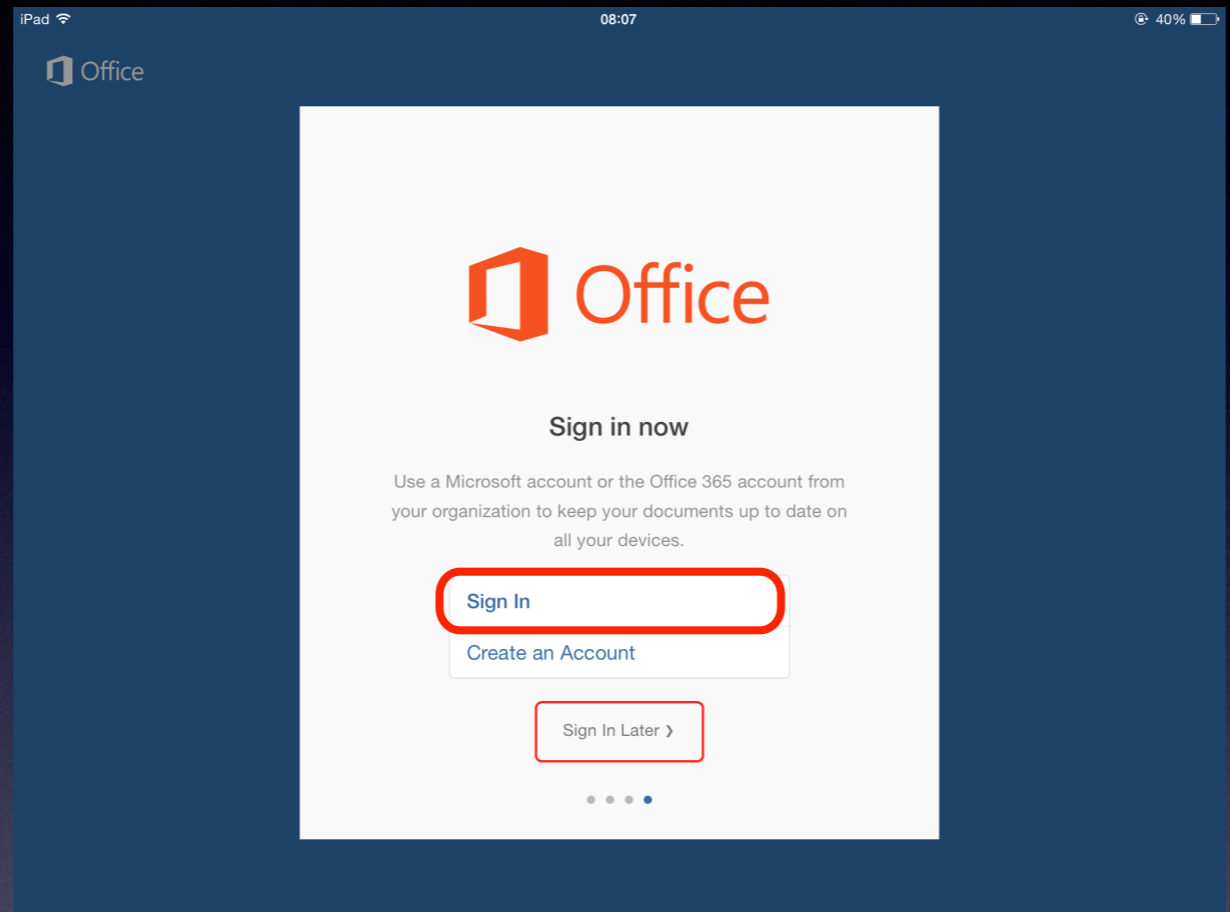 iPad 08:07 40%
Office
Office
Sign in now
Use a Microsoft account or the Office 365 account from
your organization to keep your documents up to date on
all your devices.
Sign In
Create an Account
Sign In Later ❯